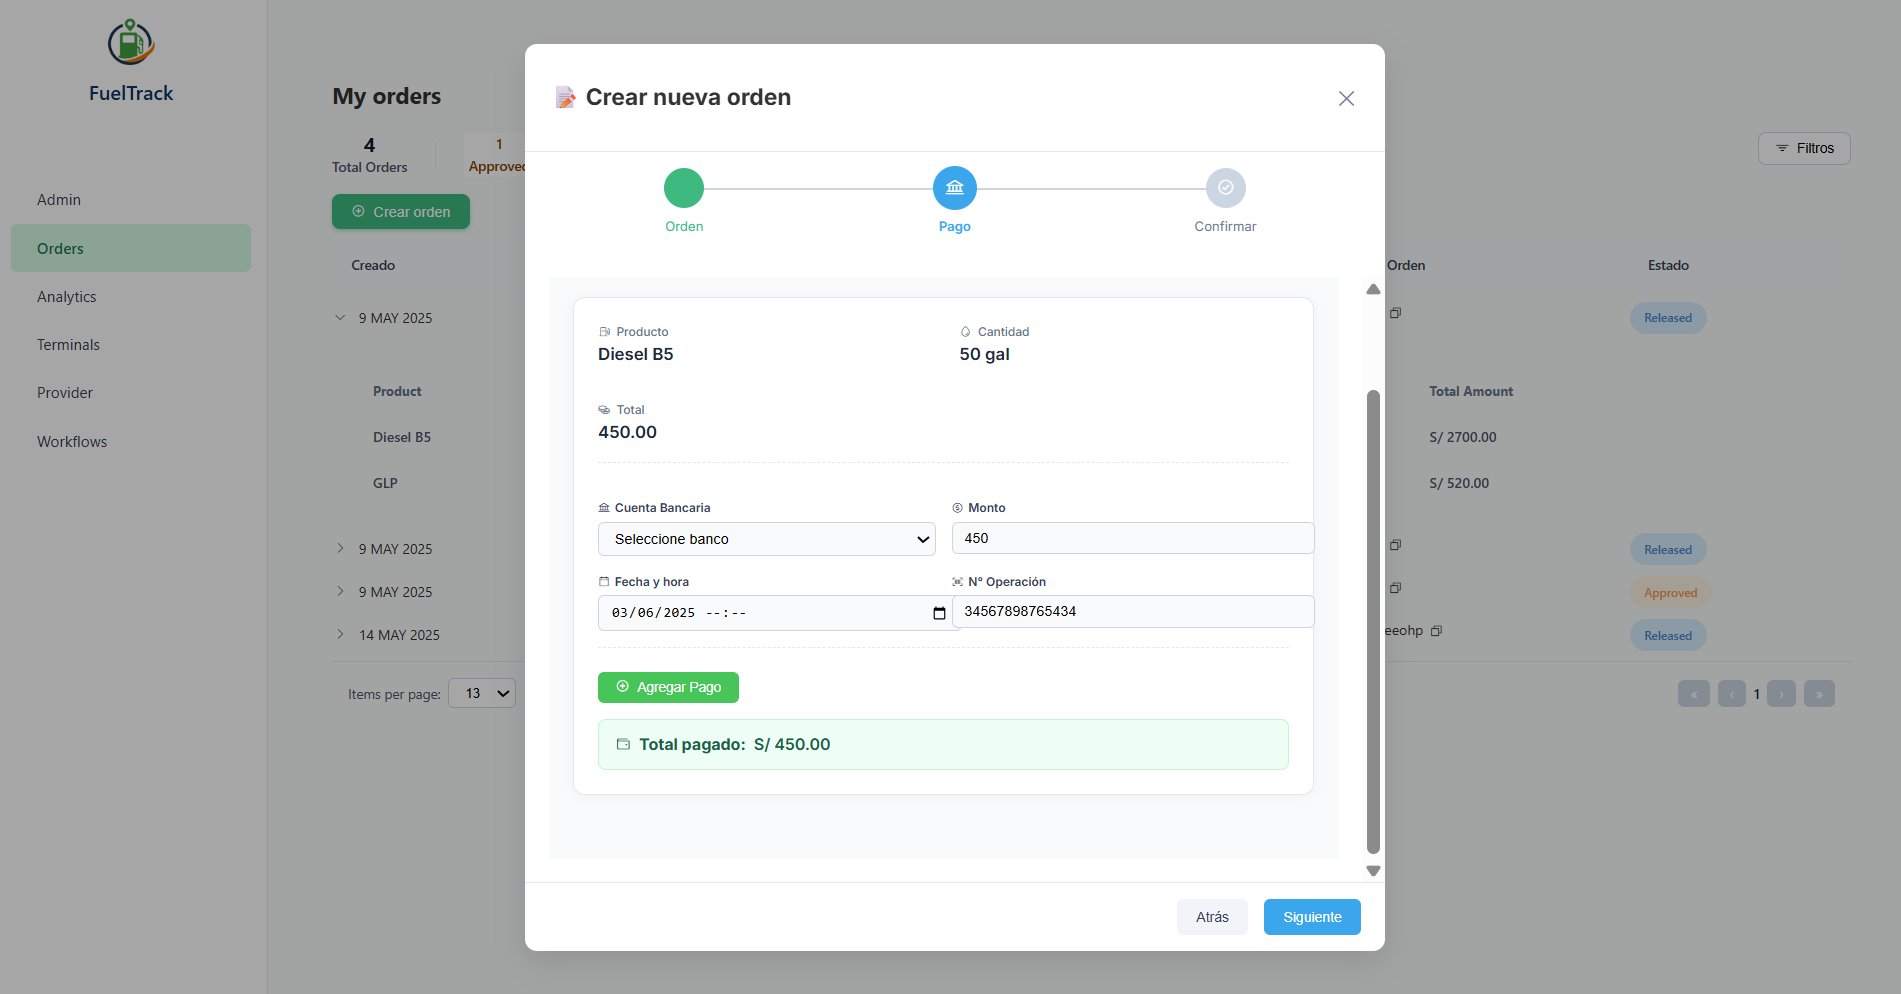 FuelTrack
Admin
Orders
Analytics
Terminals
Provider
Workflows
My orders
4
Total Orders
1
Approved
Filtros
Crear orden
Creado
Orden
Estado
9 MAY 2025
Released
Product
Total Amount
Diesel B5
S/ 2700.00
GLP
S/ 520.00
9 MAY 2025
Released
9 MAY 2025
Approved
14 MAY 2025
eeohp
Released
Items per page:
13
« ‹ 1 › »
Crear nueva orden
Orden
Pago
Confirmar
Producto
Cantidad
Diesel B5
50 gal
Total
450.00
Cuenta Bancaria
Monto
Seleccione banco
450
Fecha y hora
N° Operación
03/06/2025 --:--
34567898765434
Agregar Pago
Total pagado: S/ 450.00
Atrás
Siguiente